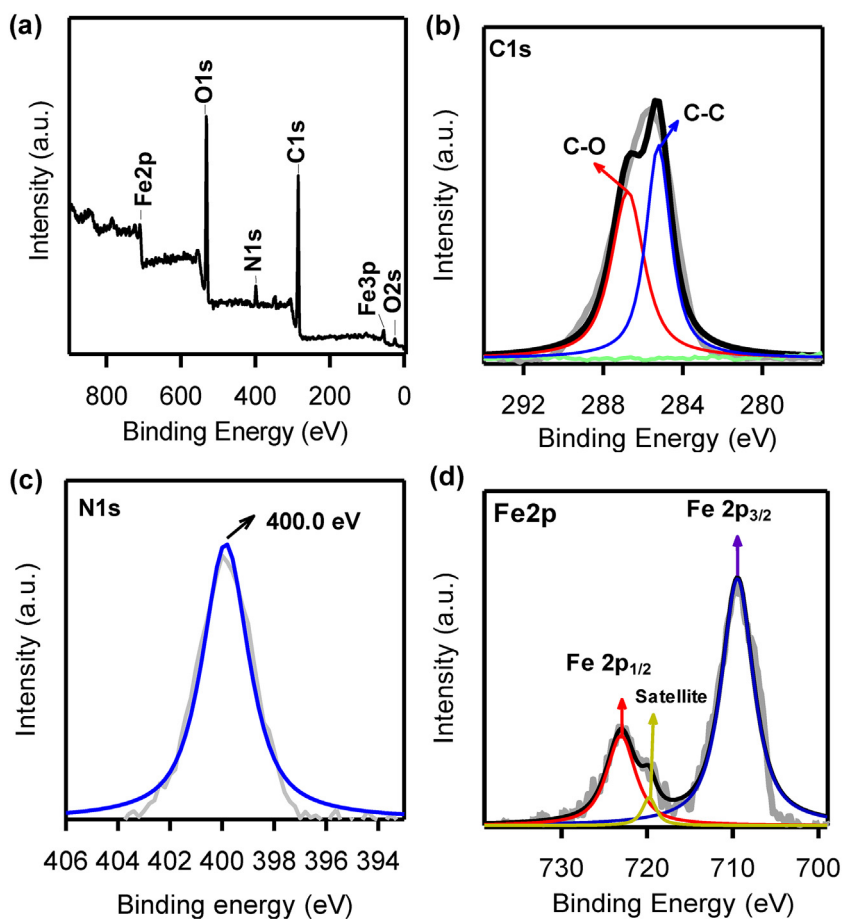 (a)
Intensity (a.u.)
Fe2p
O1s
N1s
C1s
Fe3p
O2s
800 600 400 200 0
Binding Energy (eV)
(b)
C1s
Intensity (a.u.)
C-O
C-C
292 288 284 280
Binding Energy (eV)
(c)
N1s
400.0 eV
Intensity (a.u.)
406 404 402 400 398 396 394
Binding energy (eV)
(d)
Fe2p
Fe 2p3/2
Fe 2p1/2
Satellite
Intensity (a.u.)
730 720 710 700
Binding Energy (eV)